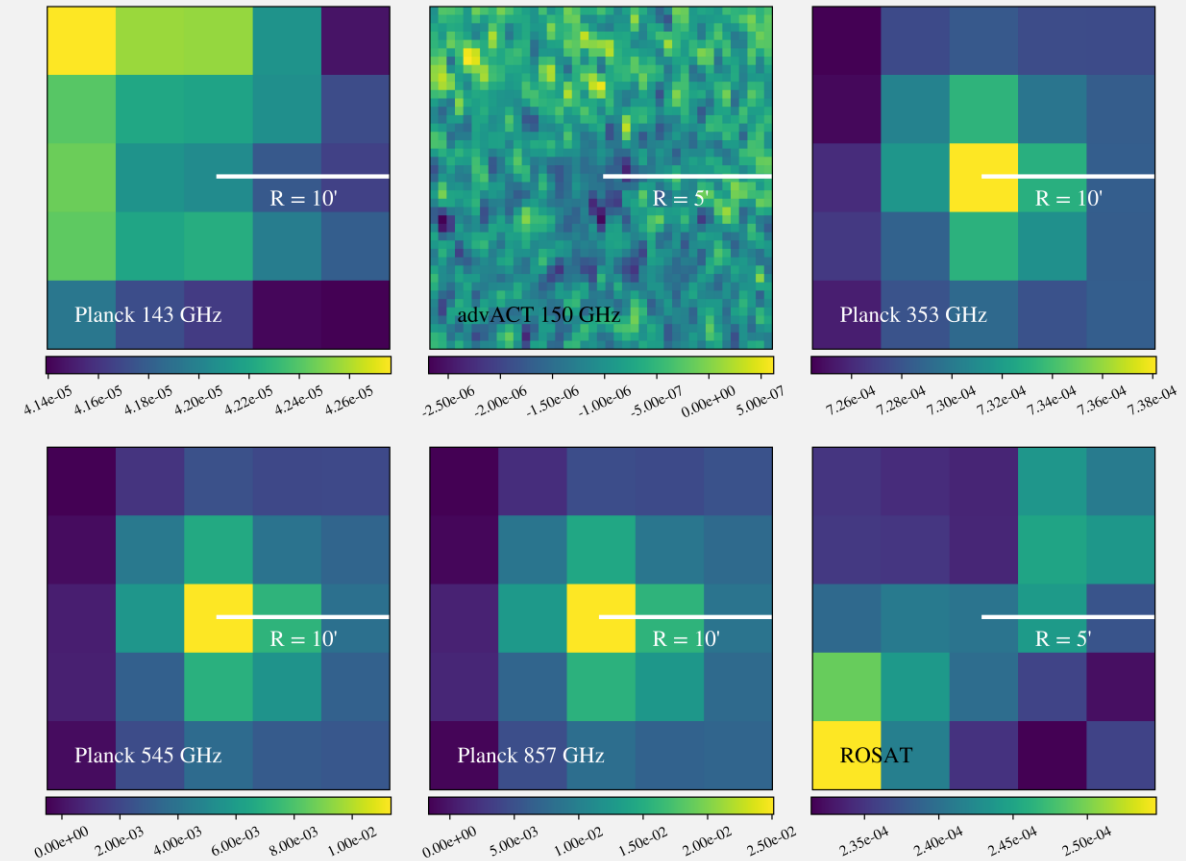 R = 10'
Planck 143 GHz
4.14e-05 4.16e-05 4.18e-05 4.20e-05 4.22e-05 4.24e-05 4.26e-05
R = 5'
advACT 150 GHz
-2.50e-06 -2.00e-06 -1.50e-06 -1.00e-06 -5.00e-07 0.00e+00 5.00e-07
R = 10'
Planck 353 GHz
7.26e-04 7.28e-04 7.30e-04 7.32e-04 7.34e-04 7.36e-04 7.38e-04
R = 10'
Planck 545 GHz
0.00e+00 2.00e-03 4.00e-03 6.00e-03 8.00e-03 1.00e-02
R = 10'
Planck 857 GHz
0.00e+00 5.00e-03 1.00e-02 1.50e-02 2.00e-02 2.50e-02
R = 5'
ROSAT
2.35e-04 2.40e-04 2.45e-04 2.50e-04